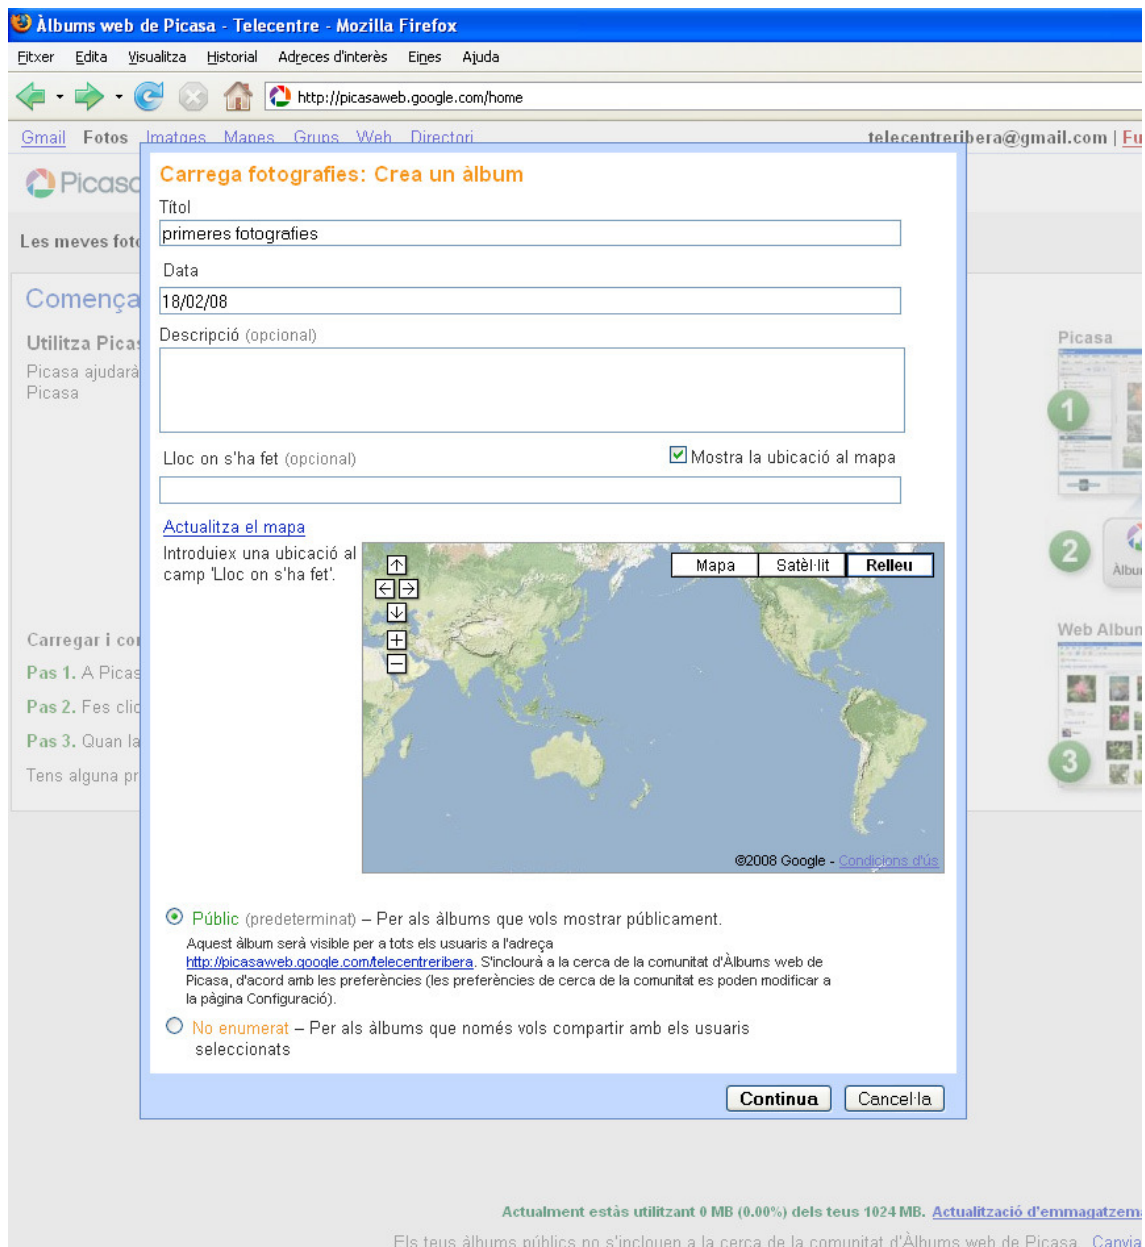 Àlbums web de Picasa - Telecentre - Mozilla Firefox
Fitxer Edita Visualitza Historial Adreces d'interès Eines Ajuda
http://picasaweb.google.com/home
Gmail Fotos Imatges Mapes Grups Web Directori telecentreribera@gmail.com |
Carrega fotografies: Crea un àlbum
Títol
primeres fotografies
Les meves
Data
Comença
18/02/08
Utilitza
Descripció (opcional)
Picasa
Picasa ajudarà
Picasa
1
Lloc on s'ha fet (opcional) Mostra la ubicació al mapa
Actualitza el mapa
Introduiex una ubicació al
camp 'Lloc on s'ha fet'.
Mapa Satèl·lit Relleu
2
Carregar i
Web Album
Pas 1. A
Pas 2. Fes
Pas 3. Quan la
3
Tens alguna
©2008 Google - Condicions d'ús
Públic (predeterminat) – Per als àlbums que vols mostrar públicament.
Aquest àlbum serà visible per a tots els usuaris a l'adreça
http://picasaweb.google.com/telecentreribera. S'inclourà a la cerca de la comunitat d'Àlbums web de
Picasa, d'acord amb les preferències (les preferències de cerca de la comunitat es poden modificar a
la pàgina Configuració).
No enumerat – Per als àlbums que només vols compartir amb els usuaris
seleccionats
Continua Cancel·la
Actualment estàs utilitzant 0 MB (0.00%) dels teus 1024 MB. Actualització d'emmagatzema
Els teus àlbums públics no s'inclouen a la cerca de la comunitat d'Àlbums web de Picasa. Canvia